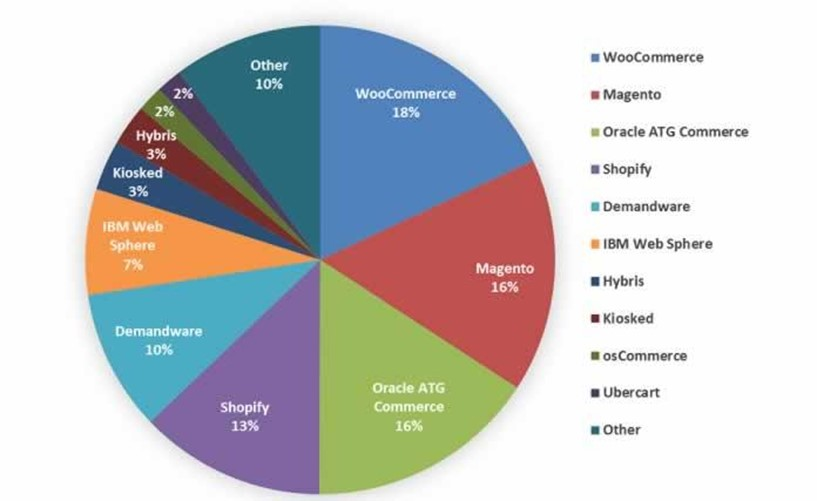 Other
10%
WooCommerce
18%
2%
2%
Hybris
3%
Kiosked
3%
IBM Web
Sphere
7%
Magento
16%
Demandware
10%
Oracle ATG
Commerce
16%
Shopify
13%
WooCommerce
Magento
Oracle ATG Commerce
Shopify
Demandware
IBM Web Sphere
Hybris
Kiosked
osCommerce
Ubercart
Other